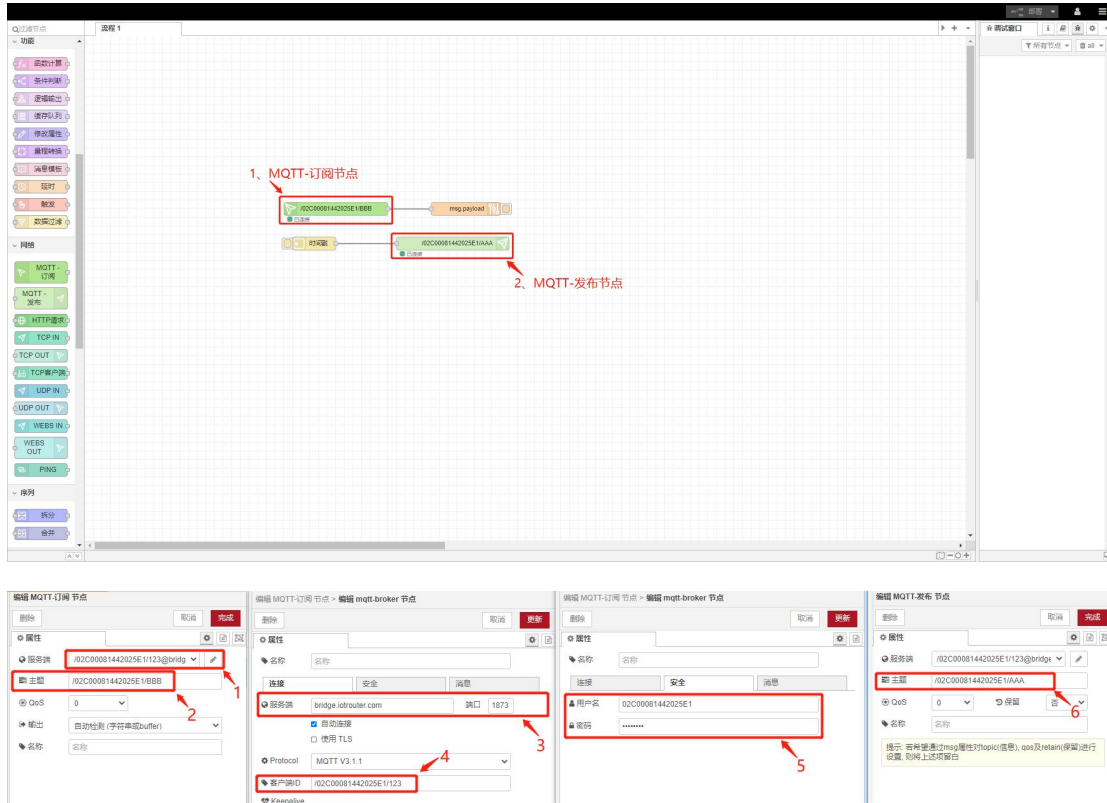 部署
过滤节点
流程 1
调试窗口
所有节点
all
功能
函数计算
条件判断
逻辑输出
缓存队列
修改属性
量程转换
消息模板
延时
触发
数据过滤
网络
MQTT-
订阅
MQTT-
发布
HTTP请求
TCP IN
TCP OUT
TCP客户端
UDP IN
UDP OUT
WEBS IN
WEBS
OUT
PING
序列
拆分
合并
1、MQTT-订阅节点
/02C00081442025E1/BBB
已连接
msg.payload
时间戳
/02C00081442025E1/AAA
已连接
2、MQTT-发布节点
编辑 MQTT-订阅 节点
删除
取消
完成
属性
服务端
/02C00081442025E1/123@bridg
1
主题
/02C00081442025E1/BBB
2
QoS
0
输出
自动检测 (字符串或buffer)
名称
名称
编辑 MQTT-订阅 节点 > 编辑 mqtt-broker 节点
删除
取消
更新
属性
名称
名称
连接
安全
消息
服务端
bridge.iotrouter.com
端口
1873
3
自动连接
使用 TLS
Protocol
MQTT V3.1.1
4
客户端ID
/02C00081442025E1/123
Keepalive
编辑 MQTT-订阅 节点 > 编辑 mqtt-broker 节点
删除
取消
更新
属性
名称
名称
连接
安全
消息
用户名
02C00081442025E1
密码
••••••••
5
编辑 MQTT-发布 节点
删除
取消
完成
属性
服务端
/02C00081442025E1/123@bridge
主题
/02C00081442025E1/AAA
6
QoS
0
保留
否
名称
名称
提示: 若希望通过msg属性对topic(信息), qos及retain(保留)进行
设置, 则将上述项留白